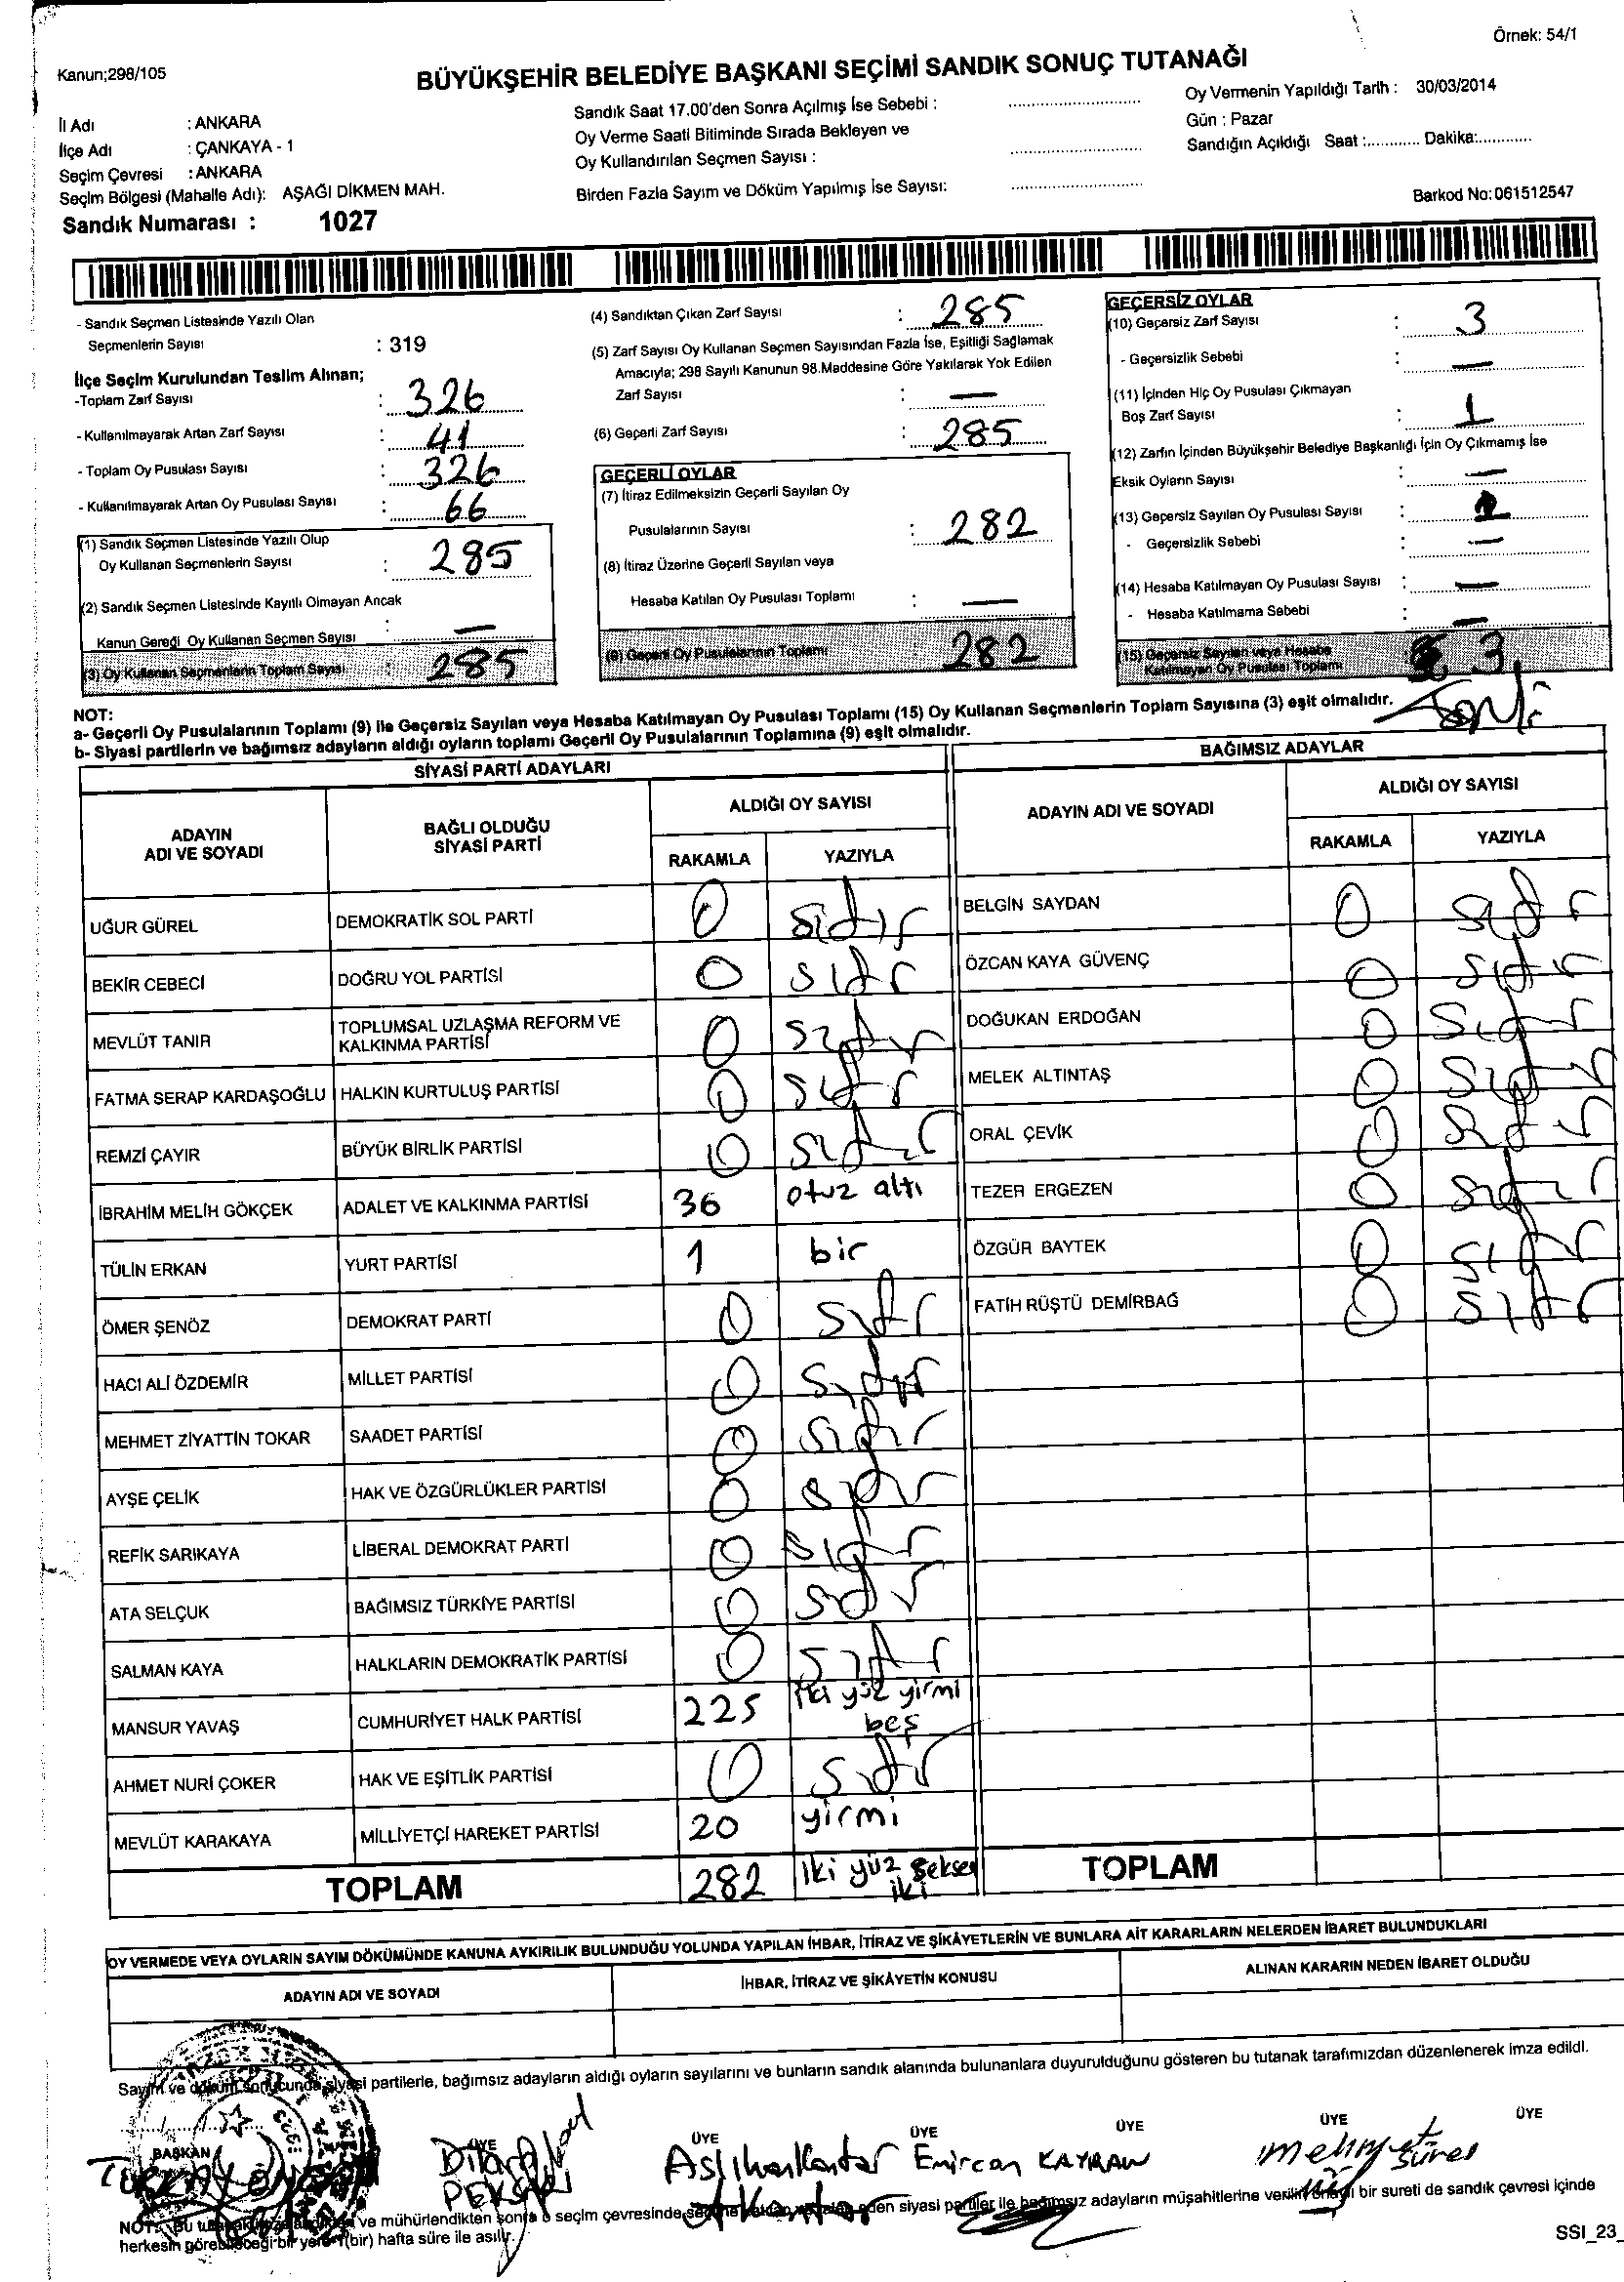 Örnek: 54/1
Kanun;298/105
BÜYÜKŞEHİR BELEDİYE BAŞKANI SEÇİMİ SANDIK SONUÇ TUTANAĞI
İl Adı : ANKARA
İlçe Adı : ÇANKAYA - 1
Seçim Çevresi : ANKARA
Seçim Bölgesi (Mahalle Adı): AŞAĞI DİKMEN MAH.
Sandık Numarası : 1027
Sandık Saat 17.00'den Sonra Açılmış İse Sebebi :
Oy Verme Saati Bitiminde Sırada Bekleyen ve
Oy Kullandırılan Seçmen Sayısı :
Birden Fazla Sayım ve Döküm Yapılmış İse Sayısı:
Oy Vermenin Yapıldığı Tarih : 30/03/2014
Gün : Pazar
Sandığın Açıldığı Saat :............ Dakika:............
Barkod No:061512547
- Sandık Seçmen Listesinde Yazılı Olan
Seçmenlerin Sayısı : 319
İlçe Seçim Kurulundan Teslim Alınan;
-Toplam Zarf Sayısı : 326
- Kullanılmayarak Artan Zarf Sayısı : 41
- Toplam Oy Pusulası Sayısı : 326
- Kullanılmayarak Artan Oy Pusulası Sayısı : 66
(1) Sandık Seçmen Listesinde Yazılı Olup
Oy Kullanan Seçmenlerin Sayısı : 285
(2) Sandık Seçmen Listesinde Kayıtlı Olmayan Ancak
Kanun Gereği Oy Kullanan Seçmen Sayısı : —
(3) Oy Kullanan Seçmenlerin Toplam Sayısı : 285
(4) Sandıktan Çıkan Zarf Sayısı : 285
(5) Zarf Sayısı Oy Kullanan Seçmen Sayısından Fazla İse, Eşitliği Sağlamak
Amacıyla; 298 Sayılı Kanunun 98.Maddesine Göre Yakılarak Yok Edilen
Zarf Sayısı : —
(6) Geçerli Zarf Sayısı : 285
GEÇERLİ OYLAR
(7) İtiraz Edilmeksizin Geçerli Sayılan Oy
Pusulalarının Sayısı : 282
(8) İtiraz Üzerine Geçerli Sayılan veya
Hesaba Katılan Oy Pusulası Toplamı : —
(9) Geçerli Oy Pusulalarının Toplamı : 282
GEÇERSİZ OYLAR
(10) Geçersiz Zarf Sayısı : 3
- Geçersizlik Sebebi : —
(11) İçinden Hiç Oy Pusulası Çıkmayan
Boş Zarf Sayısı : 1
(12) Zarfın İçinden Büyükşehir Belediye Başkanlığı İçin Oy Çıkmamış İse
Eksik Oyların Sayısı : —
(13) Geçersiz Sayılan Oy Pusulası Sayısı :
- Geçersizlik Sebebi : —
(14) Hesaba Katılmayan Oy Pusulası Sayısı : —
- Hesaba Katılmama Sebebi : —
(15) Geçersiz Sayılan veya Hesaba
Katılmayan Oy Pusulası Toplamı 3
NOT:
a- Geçerli Oy Pusulalarının Toplamı (9) ile Geçersiz Sayılan veya Hesaba Katılmayan Oy Pusulası Toplamı (15) Oy Kullanan Seçmenlerin Toplam Sayısına (3) eşit olmalıdır.
b- Siyasi partilerin ve bağımsız adayların aldığı oyların toplamı Geçerli Oy Pusulalarının Toplamına (9) eşit olmalıdır.
SİYASİ PARTİ ADAYLARI
ADAYIN ADI VE SOYADI BAĞLI OLDUĞU SİYASİ PARTİ ALDIĞI OY SAYISI
RAKAMLA YAZIYLA
UĞUR GÜREL DEMOKRATİK SOL PARTİ 0 sıdır
BEKİR CEBECİ DOĞRU YOL PARTİSİ 0 sıfır
MEVLÜT TANIR TOPLUMSAL UZLAŞMA REFORM VE KALKINMA PARTİSİ 0 sıfır
FATMA SERAP KARDAŞOĞLU HALKIN KURTULUŞ PARTİSİ 0 sıfır
REMZİ ÇAYIR BÜYÜK BİRLİK PARTİSİ 0 sıfır
İBRAHİM MELİH GÖKÇEK ADALET VE KALKINMA PARTİSİ 36 otuz altı
TÜLİN ERKAN YURT PARTİSİ 1 bir
ÖMER ŞENÖZ DEMOKRAT PARTİ 0 sıfır
HACI ALİ ÖZDEMİR MİLLET PARTİSİ 0 sıfır
MEHMET ZİYATTİN TOKAR SAADET PARTİSİ 0 sıfır
AYŞE ÇELİK HAK VE ÖZGÜRLÜKLER PARTİSİ 0 sıfır
REFİK SARIKAYA LİBERAL DEMOKRAT PARTİ 0 sıfır
ATA SELÇUK BAĞIMSIZ TÜRKİYE PARTİSİ 0 sıfır
SALMAN KAYA HALKLARIN DEMOKRATİK PARTİSİ 0 sıfır
MANSUR YAVAŞ CUMHURİYET HALK PARTİSİ 225 iki yüz yirmi beş
AHMET NURİ ÇOKER HAK VE EŞİTLİK PARTİSİ 0 sıfır
MEVLÜT KARAKAYA MİLLİYETÇİ HAREKET PARTİSİ 20 yirmi
TOPLAM 282 iki yüz seksen iki
BAĞIMSIZ ADAYLAR
ADAYIN ADI VE SOYADI ALDIĞI OY SAYISI
RAKAMLA YAZIYLA
BELGİN SAYDAN 0 sıfır
ÖZCAN KAYA GÜVENÇ 0 sıfır
DOĞUKAN ERDOĞAN 0 sıfır
MELEK ALTINTAŞ 0 sıfır
ORAL ÇEVİK 0 sıfır
TEZER ERGEZEN 0 sıfır
ÖZGÜR BAYTEK 0 sıfır
FATİH RÜŞTÜ DEMİRBAĞ 0 sıfır
TOPLAM
OY VERMEDE VEYA OYLARIN SAYIM DÖKÜMÜNDE KANUNA AYKIRILIK BULUNDUĞU YOLUNDA YAPILAN İHBAR, İTİRAZ VE ŞİKÂYETLERİN VE BUNLARA AİT KARARLARIN NELERDEN İBARET BULUNDUKLARI
ADAYIN ADI VE SOYADI İHBAR, İTİRAZ VE ŞİKÂYETİN KONUSU ALINAN KARARIN NEDEN İBARET OLDUĞU
Sayım ve döküm sonucunda siyasi partilerle, bağımsız adayların aldığı oyların sayılarını ve bunların sandık alanında bulunanlara duyurulduğunu gösteren bu tutanak tarafımızdan düzenlenerek imza edildi.
BAŞKAN ÜYE ÜYE ÜYE ÜYE ÜYE ÜYE
Aslıhan Kantar Emircan KAYRAN Mehmet Süre
NOT: Bu ve mühürlendikten sonra o seçim çevresinde eden siyasi partiler ile bağımsız adayların müşahitlerine bir sureti de sandık çevresi içinde
herkesin görebileceği bir yere 1(bir) hafta süre ile asılır.
SSI_23_